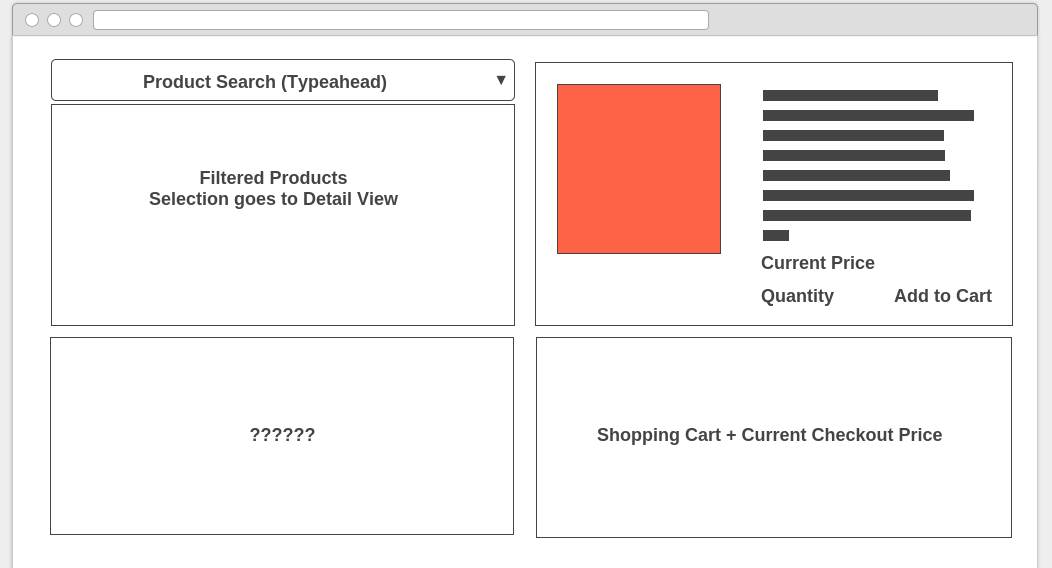 Product Search (Typeahead) ▼
Filtered Products
Selection goes to Detail View
Current Price
Quantity Add to Cart
??????
Shopping Cart + Current Checkout Price